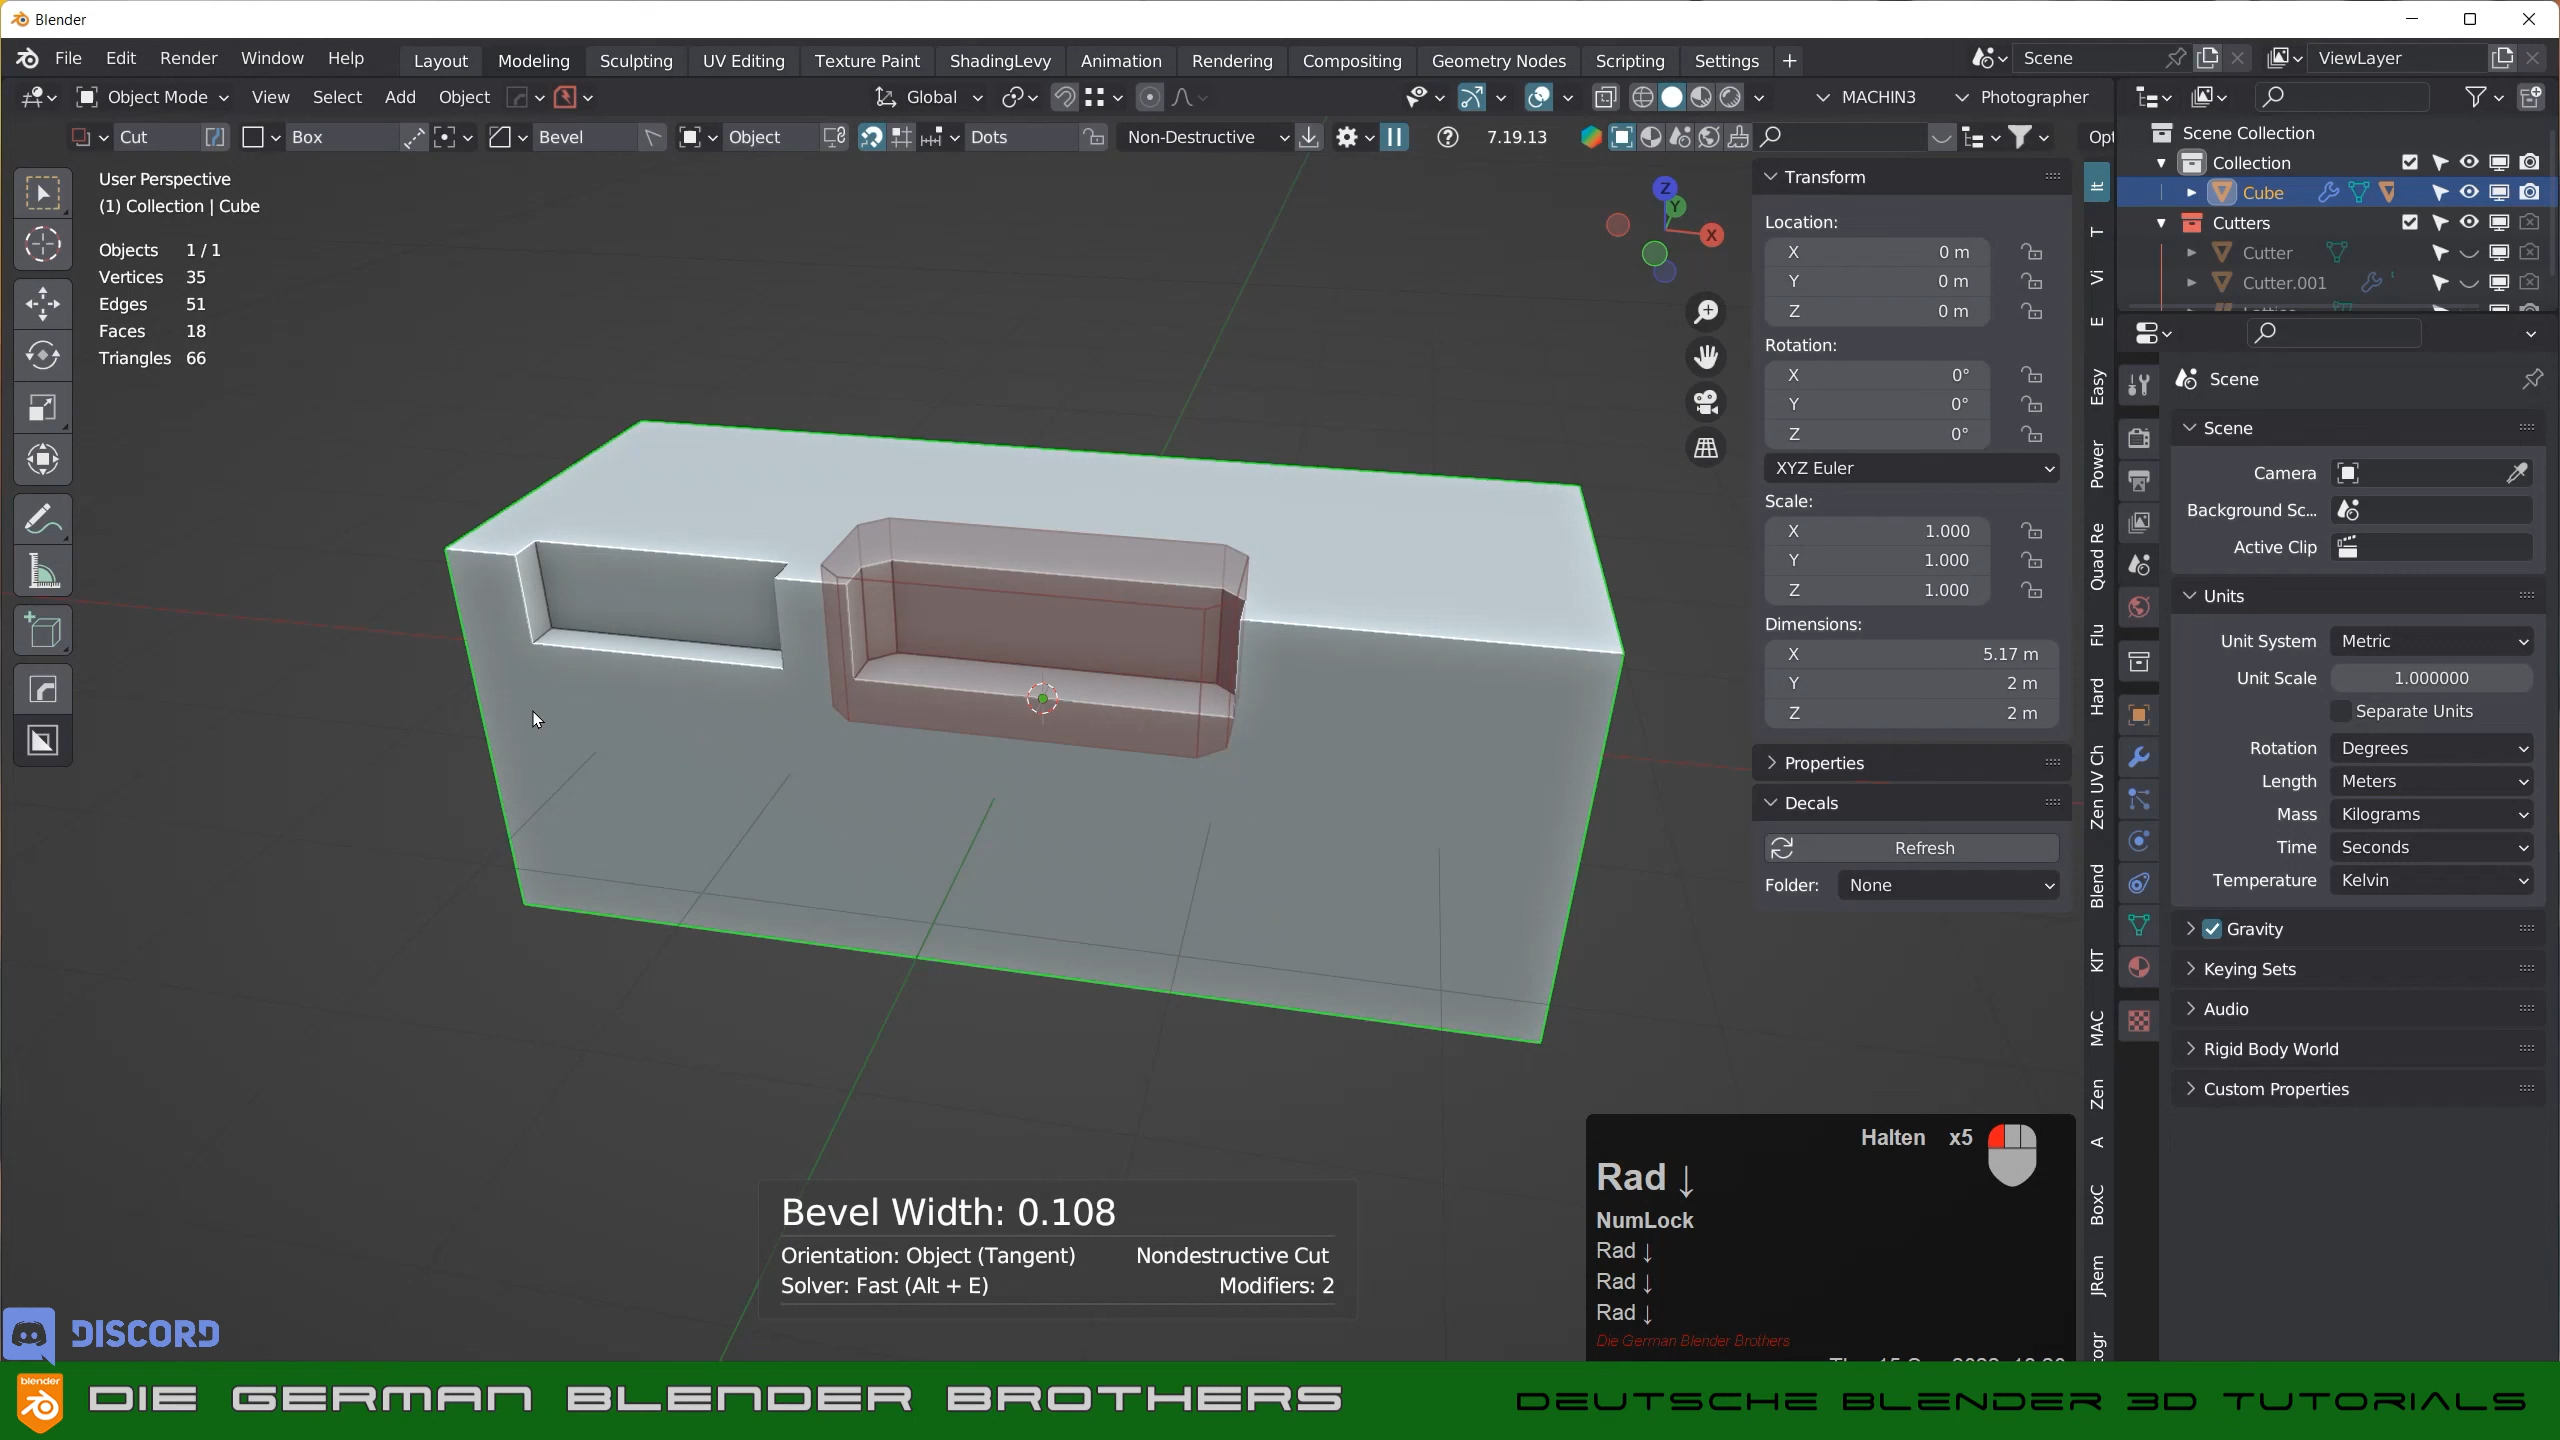 Blender
File Edit Render Window Help Layout Modeling Sculpting UV Editing Texture Paint ShadingLevy Animation Rendering Compositing Geometry Nodes Scripting Settings + Scene ViewLayer
Object Mode View Select Add Object Global MACHIN3 Photographer
Cut Box Bevel Object Dots Non-Destructive 7.19.13 Opt
User Perspective
(1) Collection | Cube
Objects 1 / 1
Vertices 35
Edges 51
Faces 18
Triangles 66
Z
Y
X
Transform
Location:
X 0 m
Y 0 m
Z 0 m
Rotation:
X 0°
Y 0°
Z 0°
XYZ Euler
Scale:
X 1.000
Y 1.000
Z 1.000
Dimensions:
X 5.17 m
Y 2 m
Z 2 m
Properties
Decals
Refresh
Folder: None
It
T
Vi
E
Easy
Power
Quad Re
Flu
Hard
Zen UV Ch
Blend
KIT
MAC
Zen
A
BoxC
JRem
togr
Scene Collection
Collection
Cube
Cutters
Cutter
Cutter.001
Scene
Scene
Camera
Background Sc...
Active Clip
Units
Unit System Metric
Unit Scale 1.000000
Separate Units
Rotation Degrees
Length Meters
Mass Kilograms
Time Seconds
Temperature Kelvin
Gravity
Keying Sets
Audio
Rigid Body World
Custom Properties
Bevel Width: 0.108
Orientation: Object (Tangent) Nondestructive Cut
Solver: Fast (Alt + E) Modifiers: 2
Halten x5
Rad ↓
NumLock
Rad ↓
Rad ↓
Rad ↓
Die German Blender Brothers
DISCORD
blender
DIE GERMAN BLENDER BROTHERS
DEUTSCHE BLENDER 3D TUTORIALS